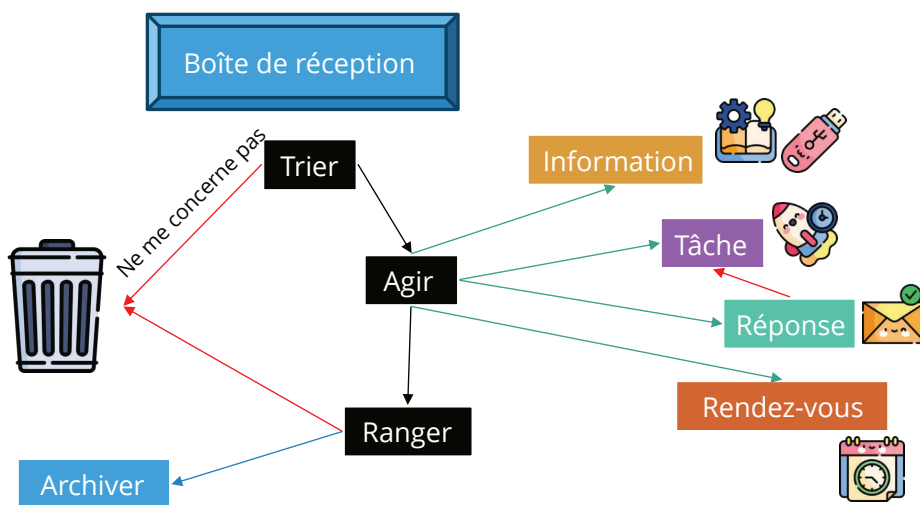 Boîte de réception
Ne me concerne pas
Trier
Information
Tâche
Agir
Réponse
Rendez-vous
Ranger
Archiver